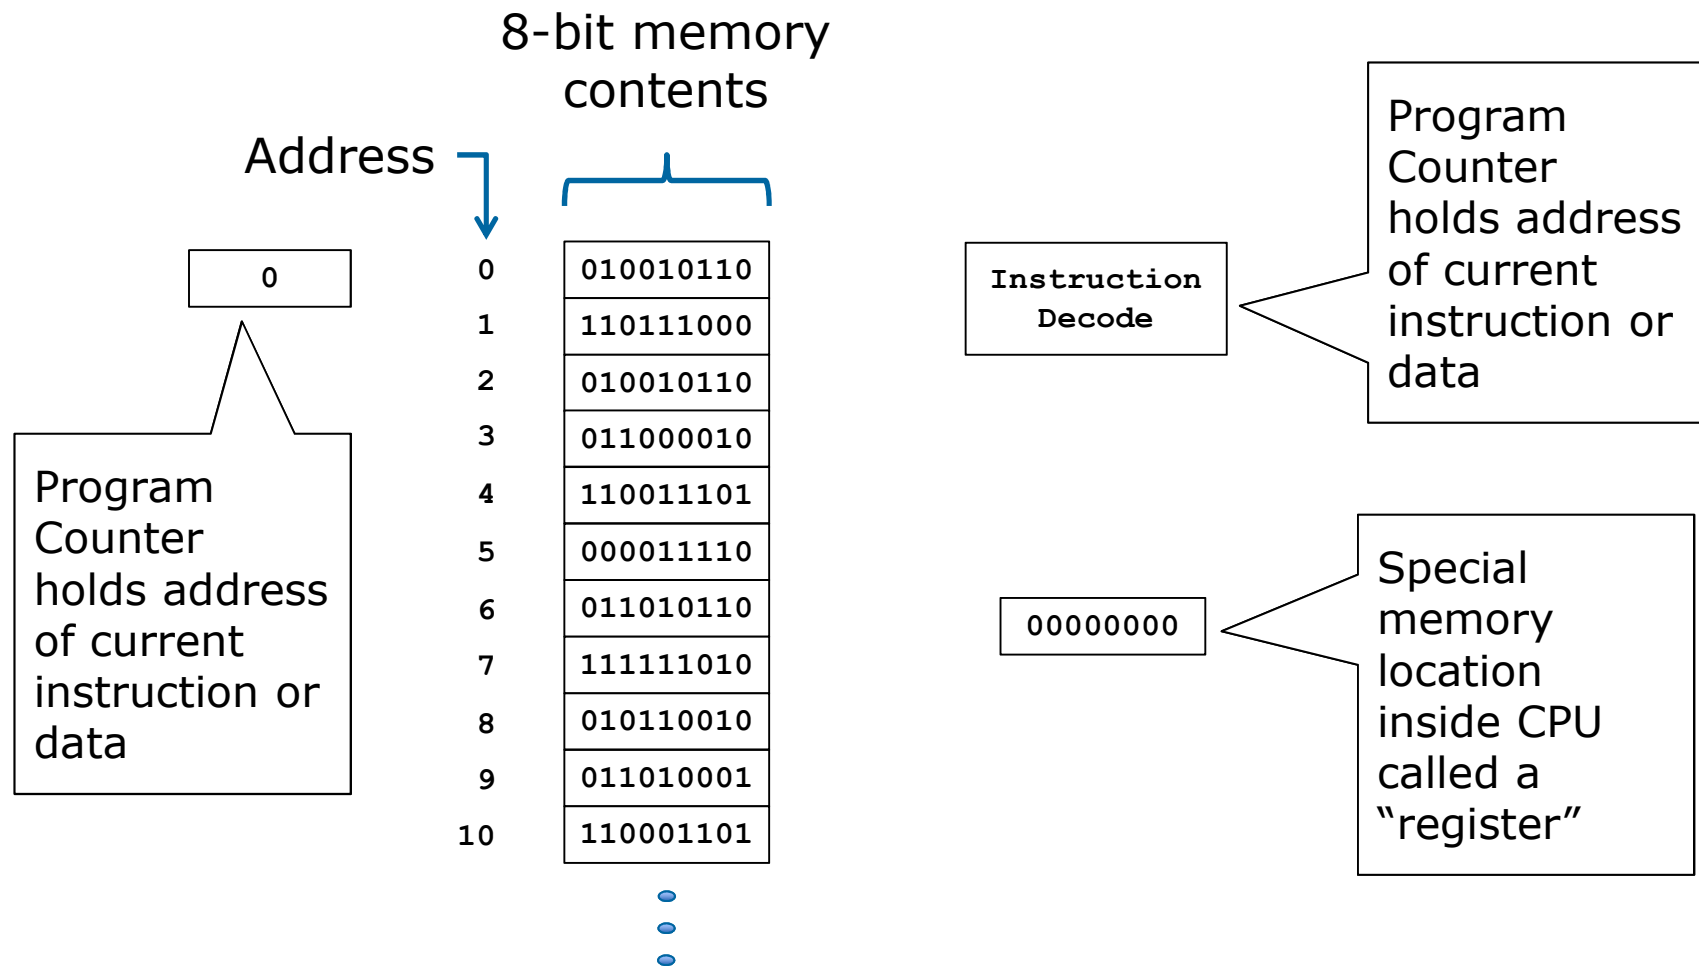 8-bit memory
contents
Address
0
Program
Counter
holds address
of current
instruction or
data
0 010010110
1 110111000
2 010010110
3 011000010
4 110011101
5 000011110
6 011010110
7 111111010
8 010110010
9 011010001
10 110001101
Instruction
Decode
Program
Counter
holds address
of current
instruction or
data
00000000
Special
memory
location
inside CPU
called a
“register”